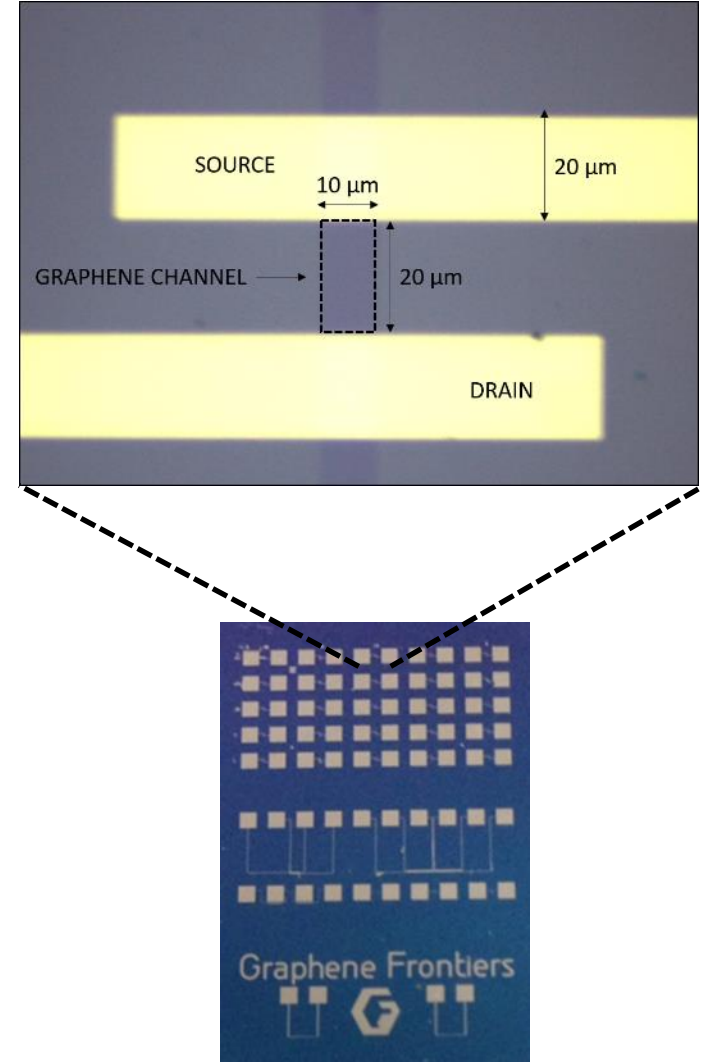 SOURCE
10 µm
20 µm
GRAPHENE CHANNEL
20 µm
DRAIN
Graphene Frontiers